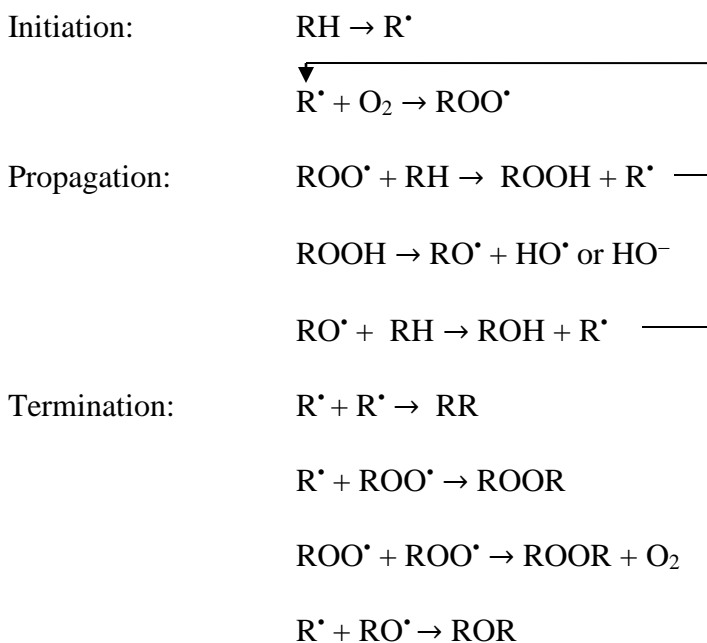 Initiation: RH → R•
R• + O₂ → ROO•
Propagation: ROO• + RH → ROOH + R•
ROOH → RO• + HO• or HO⁻
RO• + RH → ROH + R•
Termination: R• + R• → RR
R• + ROO• → ROOR
ROO• + ROO• → ROOR + O₂
R• + RO• → ROR